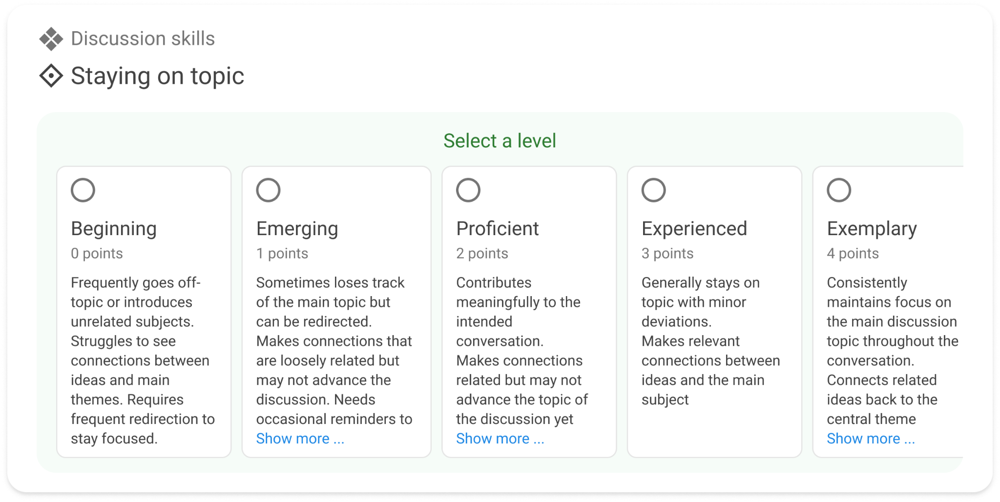 Discussion skills
Staying on topic
Select a level
Beginning
0 points
Frequently goes off-
topic or introduces
unrelated subjects.
Struggles to see
connections between
ideas and main
themes. Requires
frequent redirection to
stay focused.
Emerging
1 points
Sometimes loses track
of the main topic but
can be redirected.
Makes connections that
are loosely related but
may not advance the
discussion. Needs
occasional reminders to
Show more ...
Proficient
2 points
Contributes
meaningfully to the
intended
conversation.
Makes connections
related but may not
advance the topic of
the discussion yet
Show more ...
Experienced
3 points
Generally stays on
topic with minor
deviations.
Makes relevant
connections between
ideas and the main
subject
Exemplary
4 points
Consistently
maintains focus on
the main discussion
topic throughout the
conversation.
Connects related
ideas back to the
central theme
Show more ...